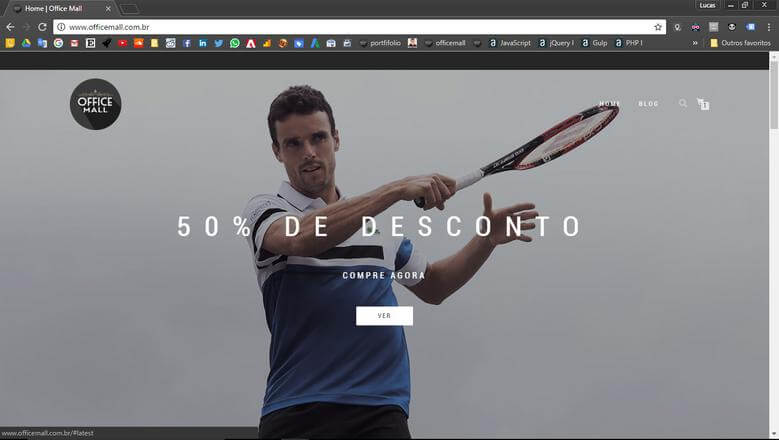 Home | Office Mall
Lucas
www.officemall.com.br
portfifolio
officemall
JavaScript
jQuery I
Gulp
PHP I
»
Outros favoritos
OFFICE
MALL
HOME
BLOG
1
50% DE DESCONTO
COMPRE AGORA
VER
www.officemall.com.br/#latest